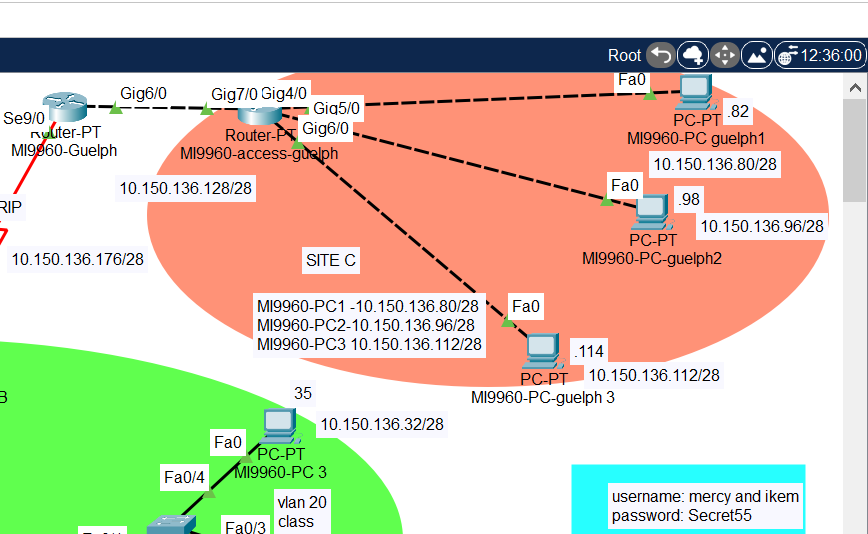 Root
12:36:00
Gig6/0
Gig7/0
Gig4/0
Fa0
Se9/0
Gig5/0
Router-PT
MI9960-Guelph
Gig6/0
Router-PT
MI9960-access-guelph
PC-PT
.82
MI9960-PC guelph1
10.150.136.80/28
10.150.136.128/28
Fa0
.98
RIP
10.150.136.96/28
PC-PT
MI9960-PC-guelph2
10.150.136.176/28
SITE C
MI9960-PC1 -10.150.136.80/28
MI9960-PC2-10.150.136.96/28
MI9960-PC3 10.150.136.112/28
Fa0
.114
PC-PT
10.150.136.112/28
MI9960-PC-guelph 3
B
35
10.150.136.32/28
Fa0
PC-PT
MI9960-PC 3
Fa0/4
vlan 20
class
Fa0/3
username: mercy and ikem
password: Secret55